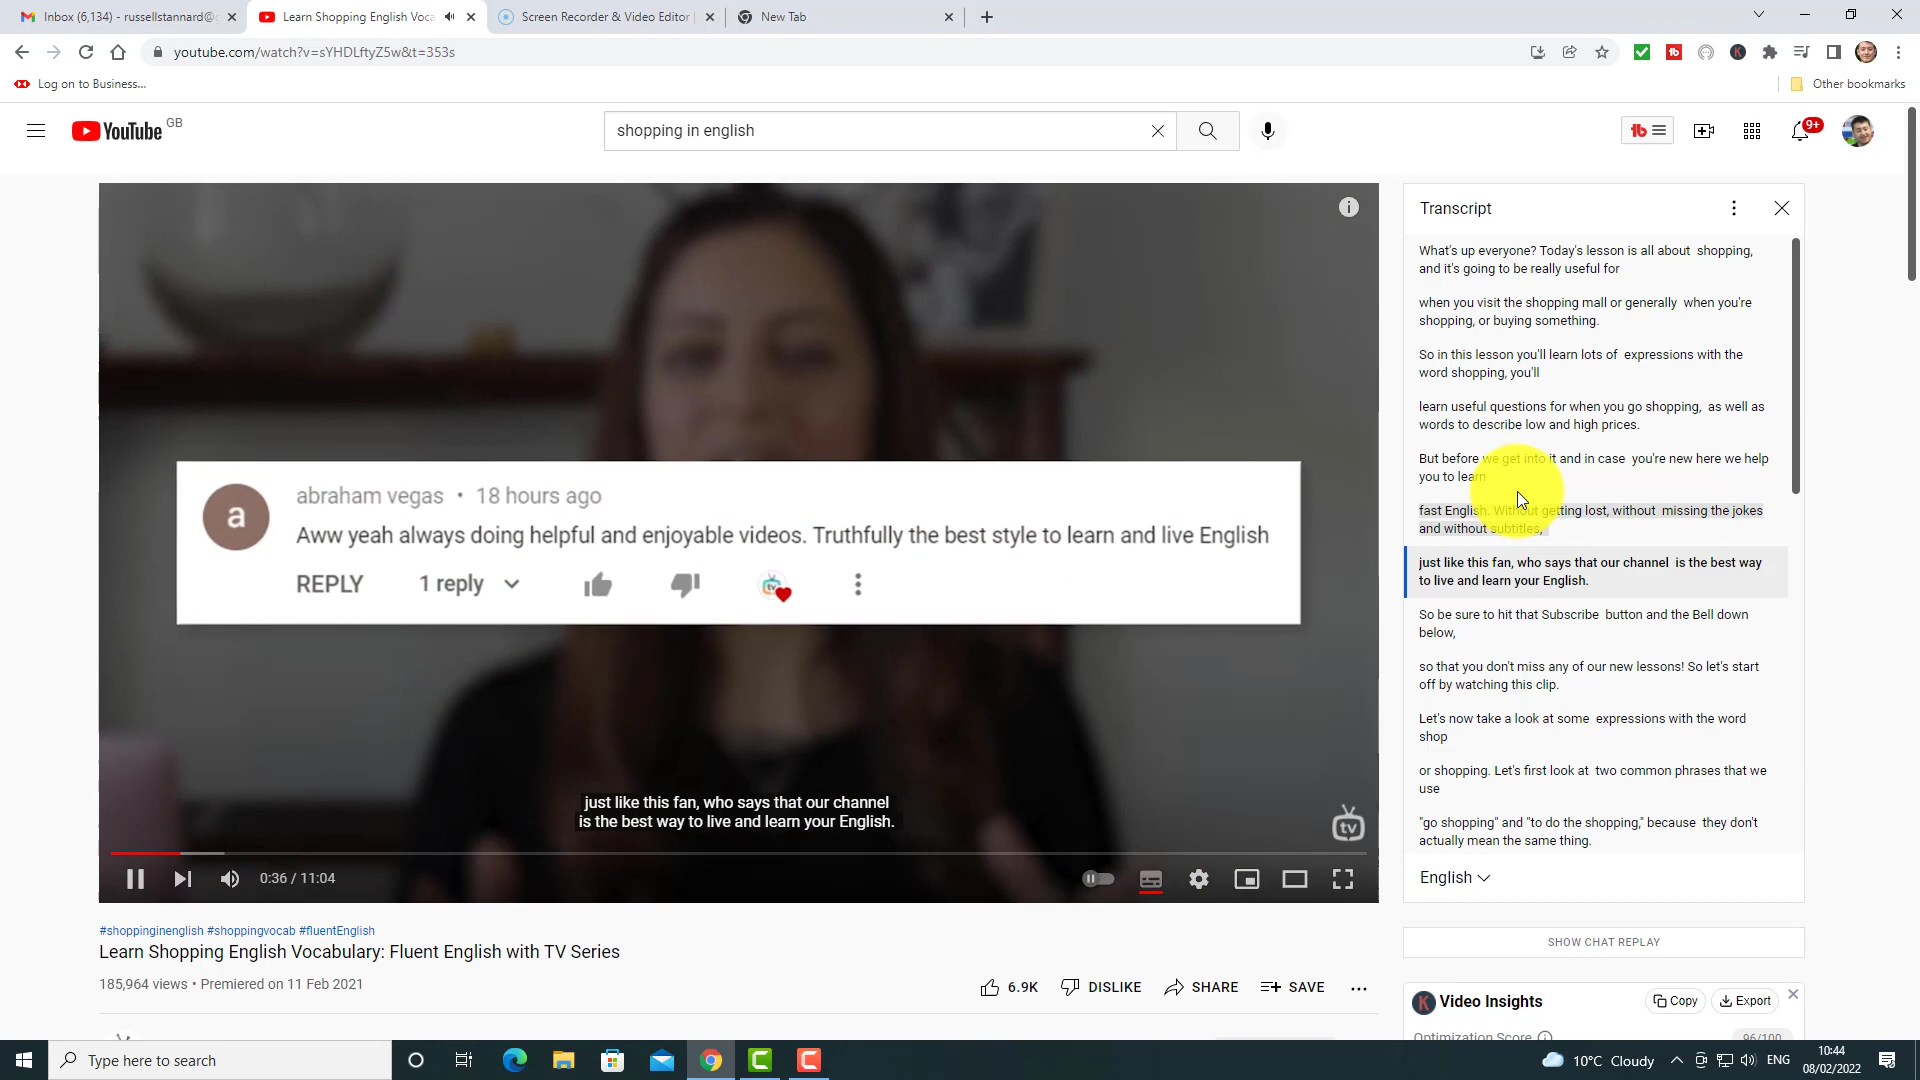 Inbox (6,134) - russellstannard@
Learn Shopping English Voca
Screen Recorder & Video Editor
New Tab
youtube.com/watch?v=sYHDLftyZ5w&t=353s
Log on to Business...
Other bookmarks
YouTube GB
shopping in english
tb
9+
Transcript
What's up everyone? Today's lesson is all about shopping,
and it's going to be really useful for
when you visit the shopping mall or generally when you're
shopping, or buying something.
So in this lesson you'll learn lots of expressions with the
word shopping, you'll
learn useful questions for when you go shopping, as well as
words to describe low and high prices.
But before we get into it and in case you're new here we help
you to learn
fast English. Without getting lost, without missing the jokes
and without subtitles,
just like this fan, who says that our channel is the best way
to live and learn your English.
So be sure to hit that Subscribe button and the Bell down
below,
so that you don't miss any of our new lessons! So let's start
off by watching this clip.
Let's now take a look at some expressions with the word
shop
or shopping. Let's first look at two common phrases that we
use
"go shopping" and "to do the shopping," because they don't
actually mean the same thing.
English
a
abraham vegas • 18 hours ago
Aww yeah always doing helpful and enjoyable videos. Truthfully the best style to learn and live English
REPLY
1 reply
tv
just like this fan, who says that our channel
is the best way to live and learn your English.
tv
0:36 / 11:04
#shoppinginenglish #shoppingvocab #fluentEnglish
Learn Shopping English Vocabulary: Fluent English with TV Series
185,964 views • Premiered on 11 Feb 2021
6.9K
DISLIKE
SHARE
SAVE
SHOW CHAT REPLAY
K Video Insights
Copy
Export
Optimization Score
96/100
Type here to search
10°C Cloudy
ENG
10:44
08/02/2022